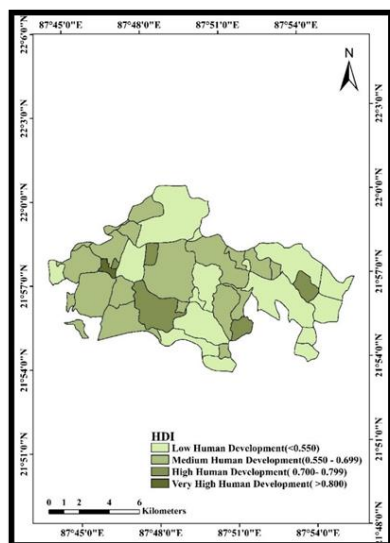 87°45'0"E 87°48'0"E 87°51'0"E 87°54'0"E
22°6'0"N
N
22°3'0"N
22°3'0"N
22°0'0"N
22°0'0"N
21°57'0"N
21°57'0"N
21°54'0"N
21°54'0"N
21°51'0"N
21°51'0"N
21°48'0"N
HDI
Low Human Development(<0.550)
Medium Human Development(0.550 - 0.699)
High Human Development( 0.700- 0.799)
Very High Human Development( >0.800)
0 1 2 4 6
Kilometers
87°45'0"E 87°48'0"E 87°51'0"E 87°54'0"E